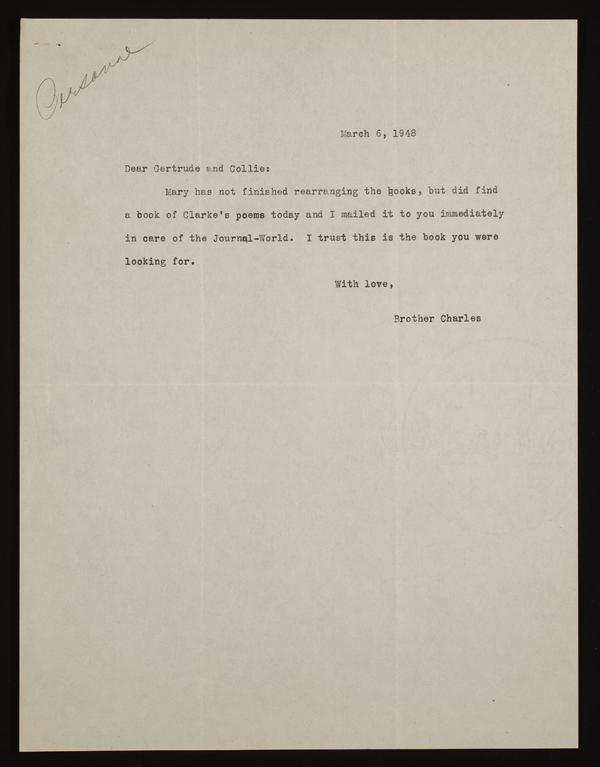 Personal
March 6, 1948
Dear Gertrude and Collie:
Mary has not finished rearranging the books, but did find
a book of Clarke's poems today and I mailed it to you immediately
in care of the Journal-World. I trust this is the book you were
looking for.
With love,
Brother Charles